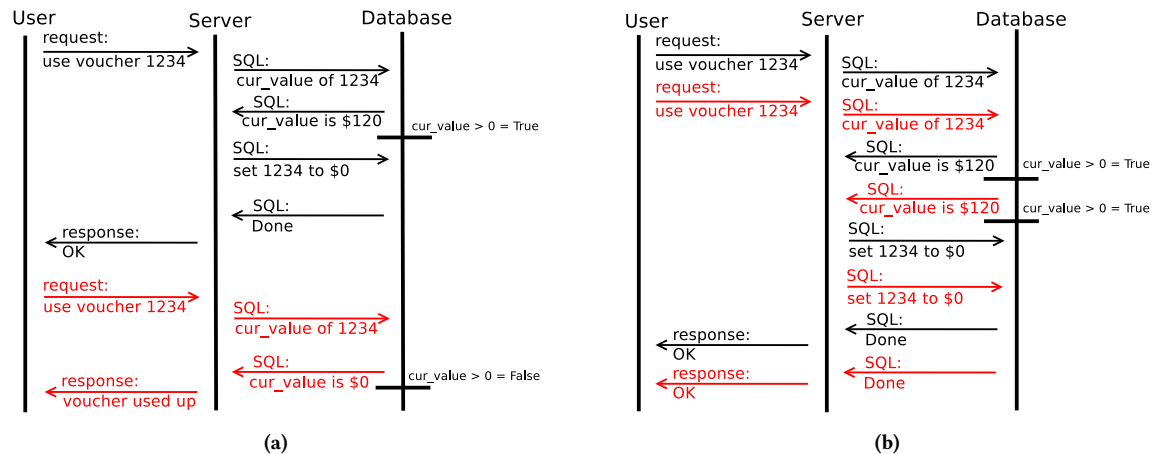 User
Server
Database
request:
use voucher 1234
SQL:
cur_value of 1234
SQL:
cur_value is $120
cur_value > 0 = True
SQL:
set 1234 to $0
SQL:
Done
response:
OK
request:
use voucher 1234
SQL:
cur_value of 1234
SQL:
cur_value is $0
cur_value > 0 = False
response:
voucher used up
(a)
User
Server
Database
request:
use voucher 1234
SQL:
cur_value of 1234
request:
use voucher 1234
SQL:
cur_value of 1234
SQL:
cur_value is $120
cur_value > 0 = True
SQL:
cur_value is $120
cur_value > 0 = True
SQL:
set 1234 to $0
SQL:
set 1234 to $0
SQL:
Done
response:
OK
SQL:
Done
response:
OK
(b)